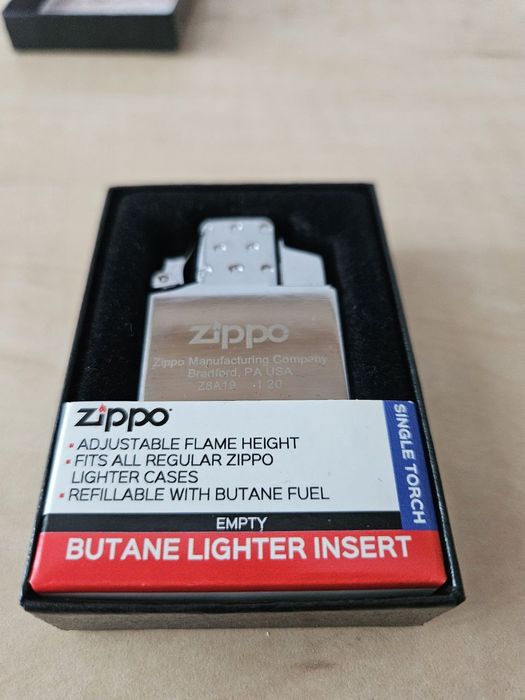 zippo
Zippo Manufacturing Company
Bradford, PA USA
Z8A19 I 20
zippo
• ADJUSTABLE FLAME HEIGHT
• FITS ALL REGULAR ZIPPO
LIGHTER CASES
• REFILLABLE WITH BUTANE FUEL
SINGLE TORCH
EMPTY
BUTANE LIGHTER INSERT